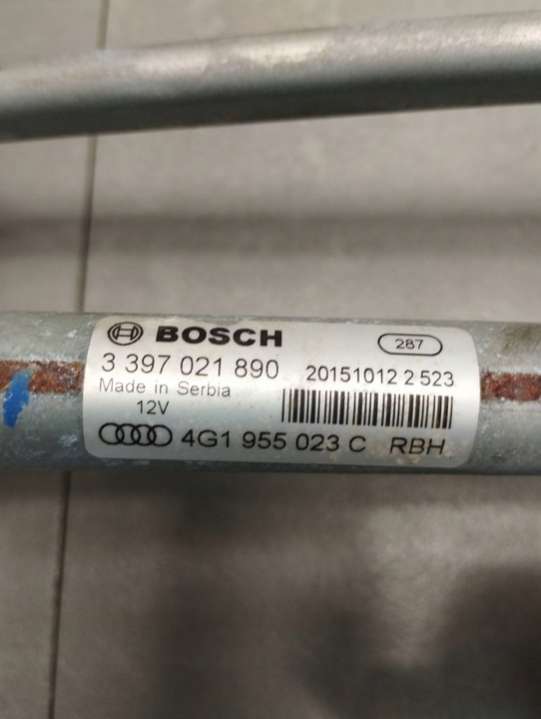 BOSCH
287
3 397 021 890
20151012 2 523
Made in Serbia
12V
4G1 955 023 C RBH